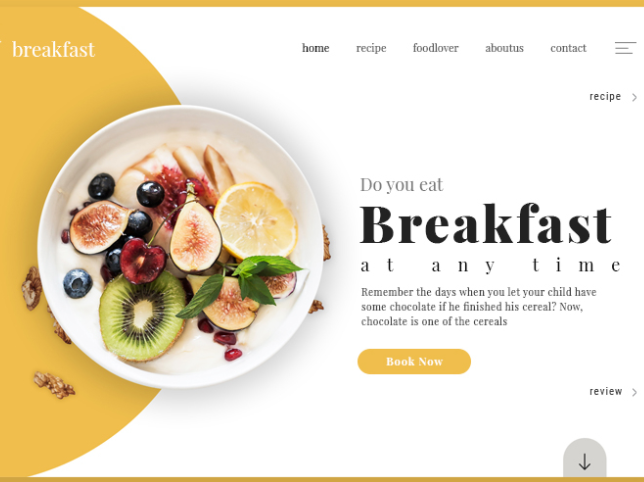 breakfast
home recipe foodlover aboutus contact
recipe
Do you eat
Breakfast
at any time
Remember the days when you let your child have
some chocolate if he finished his cereal? Now,
chocolate is one of the cereals
Book Now
review